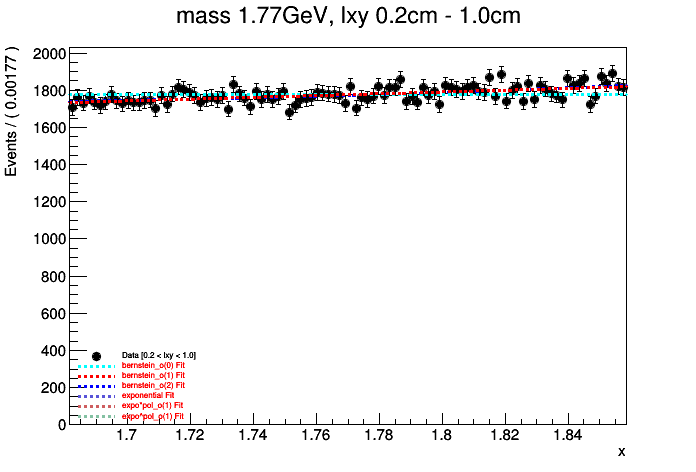 mass 1.77GeV, lxy 0.2cm - 1.0cm
Events / ( 0.00177 )
2000
1800
1600
1400
1200
1000
800
600
400
200
0
Data [0.2 < lxy < 1.0]
bernstein_o(0) Fit
bernstein_o(1) Fit
bernstein_o(2) Fit
exponential Fit
expo*pol_o(1) Fit
expo*pol_o(1) Fit
1.7 1.72 1.74 1.76 1.78 1.8 1.82 1.84
x